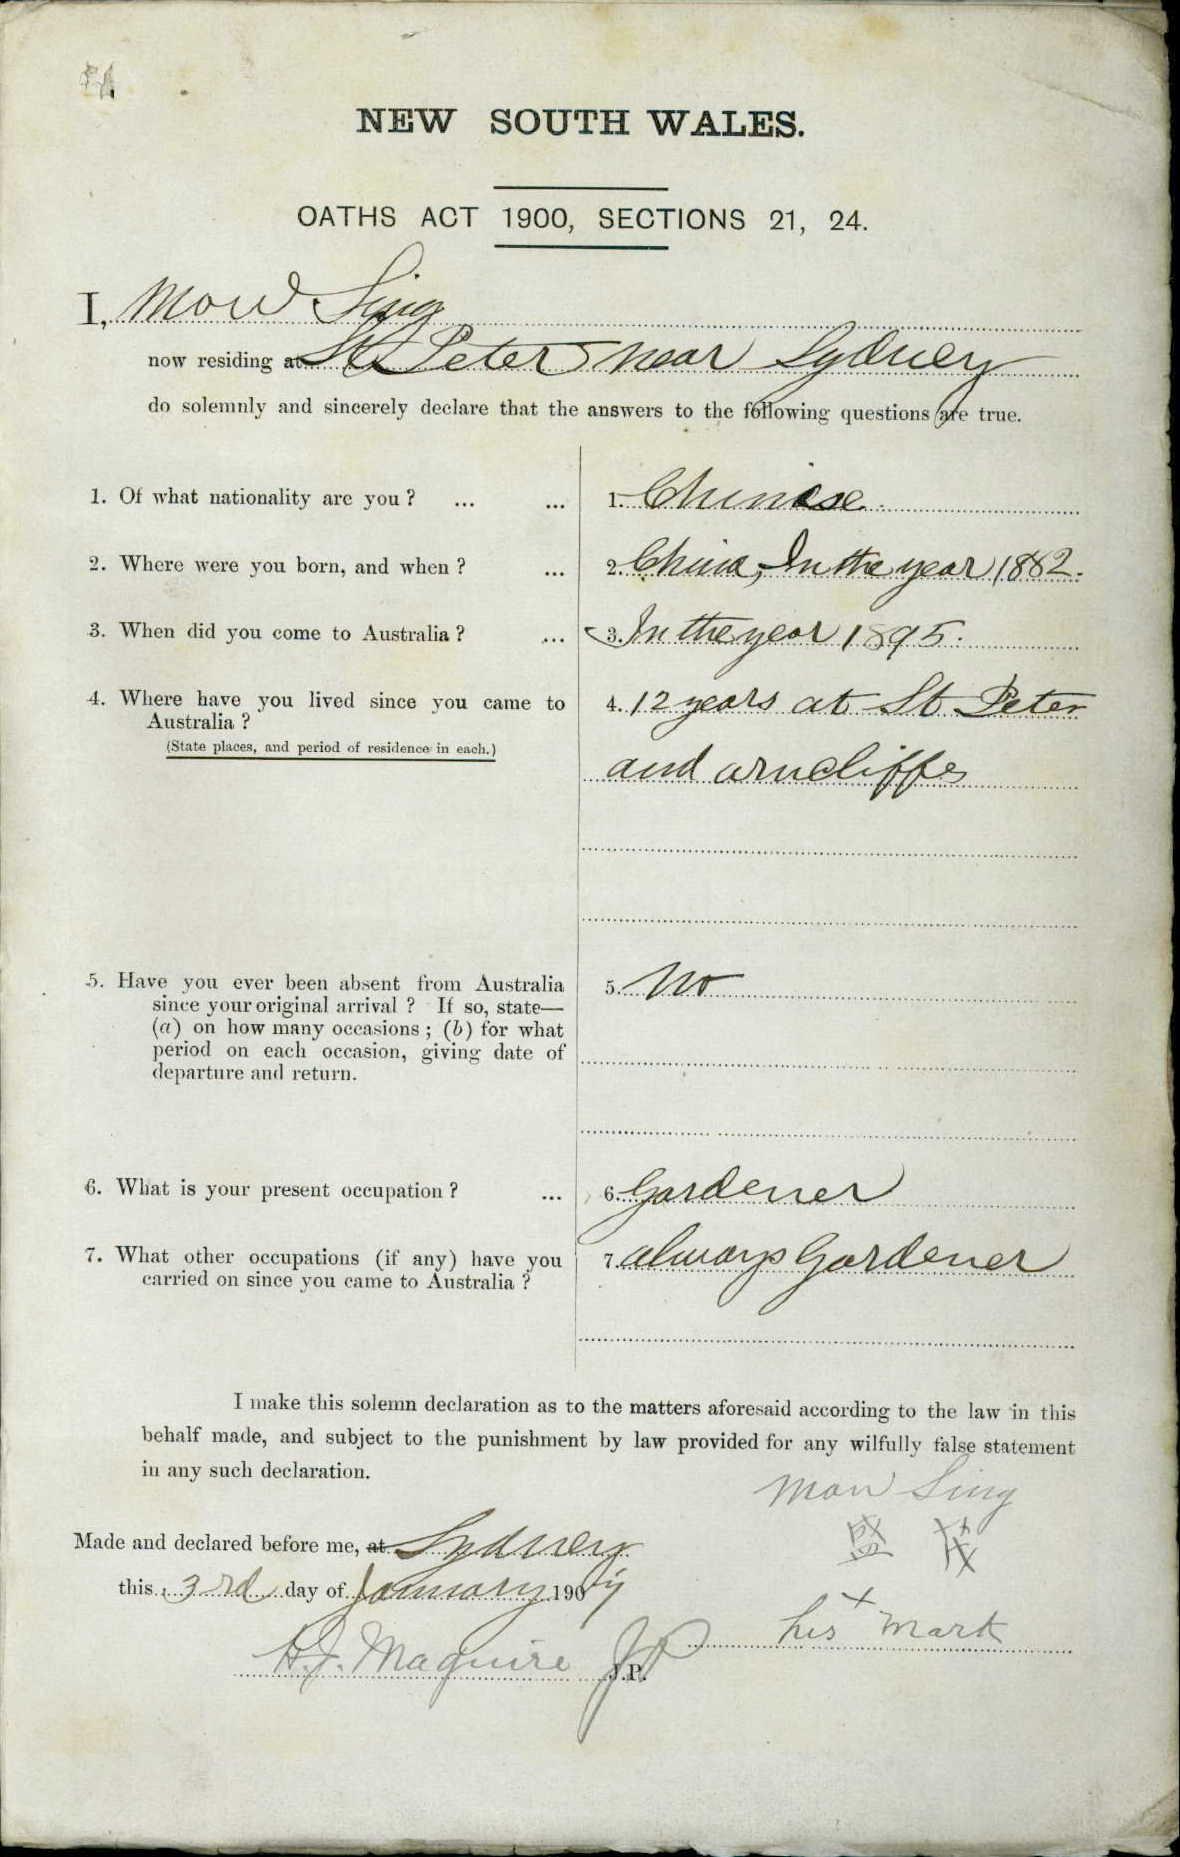 NEW SOUTH WALES.
OATHS ACT 1900, SECTIONS 21, 24.
I, Mow Sing
now residing at St Peters near Sydney
do solemnly and sincerely declare that the answers to the following questions are true.
1. Of what nationality are you ? ... ... 1. Chinese.
2. Where were you born, and when ? ... 2. China, In the year 1882.
3. When did you come to Australia ? ... 3. In the year 1895.
4. Where have you lived since you came to 4. 12 years at St Peter
Australia ?
(State places, and period of residence in each.)
and arncliffe
5. Have you ever been absent from Australia 5. No
since your original arrival ? If so, state—
(a) on how many occasions ; (b) for what
period on each occasion, giving date of
departure and return.
6. What is your present occupation ? ... 6. Gardener
7. What other occupations (if any) have you 7. always Gardener
carried on since you came to Australia ?
I make this solemn declaration as to the matters aforesaid according to the law in this
behalf made, and subject to the punishment by law provided for any wilfully false statement
in any such declaration.
Mow Sing
盛 茂
Made and declared before me, at Sydney
this 3rd day of January 1907
his x mark
H.J. Maguire JP
J.P.